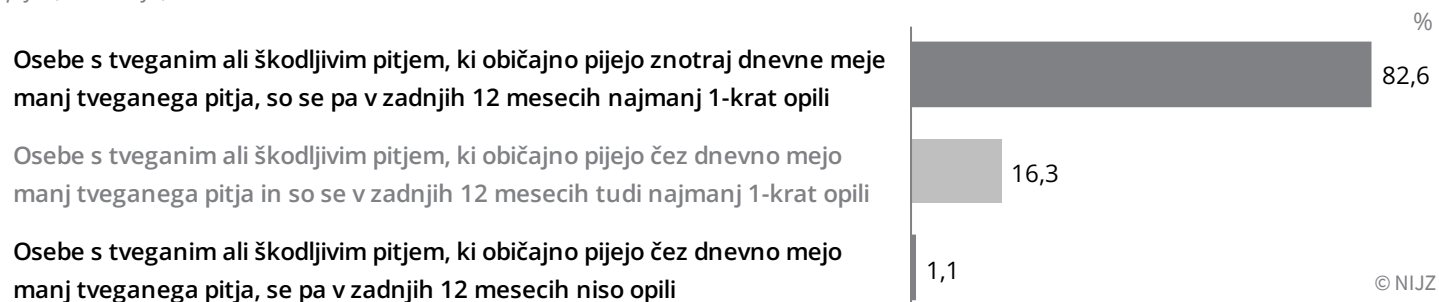 %
Osebe s tveganim ali škodljivim pitjem, ki običajno pijejo znotraj dnevne meje
manj tveganega pitja, so se pa v zadnjih 12 mesecih najmanj 1-krat opili
82,6
Osebe s tveganim ali škodljivim pitjem, ki običajno pijejo čez dnevno mejo
manj tveganega pitja in so se v zadnjih 12 mesecih tudi najmanj 1-krat opili
16,3
Osebe s tveganim ali škodljivim pitjem, ki običajno pijejo čez dnevno mejo
manj tveganega pitja, se pa v zadnjih 12 mesecih niso opili
1,1
© NIJZ